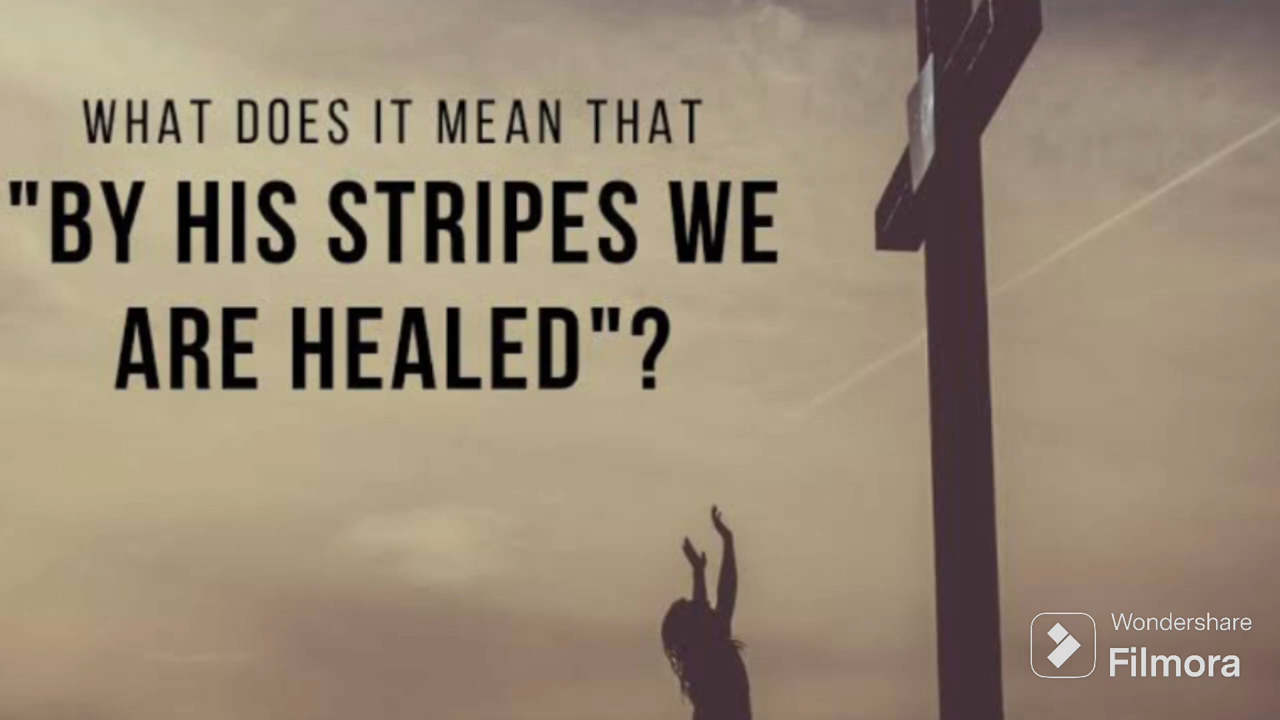 WHAT DOES IT MEAN THAT
"BY HIS STRIPES WE
ARE HEALED"?
Wondershare
Filmora